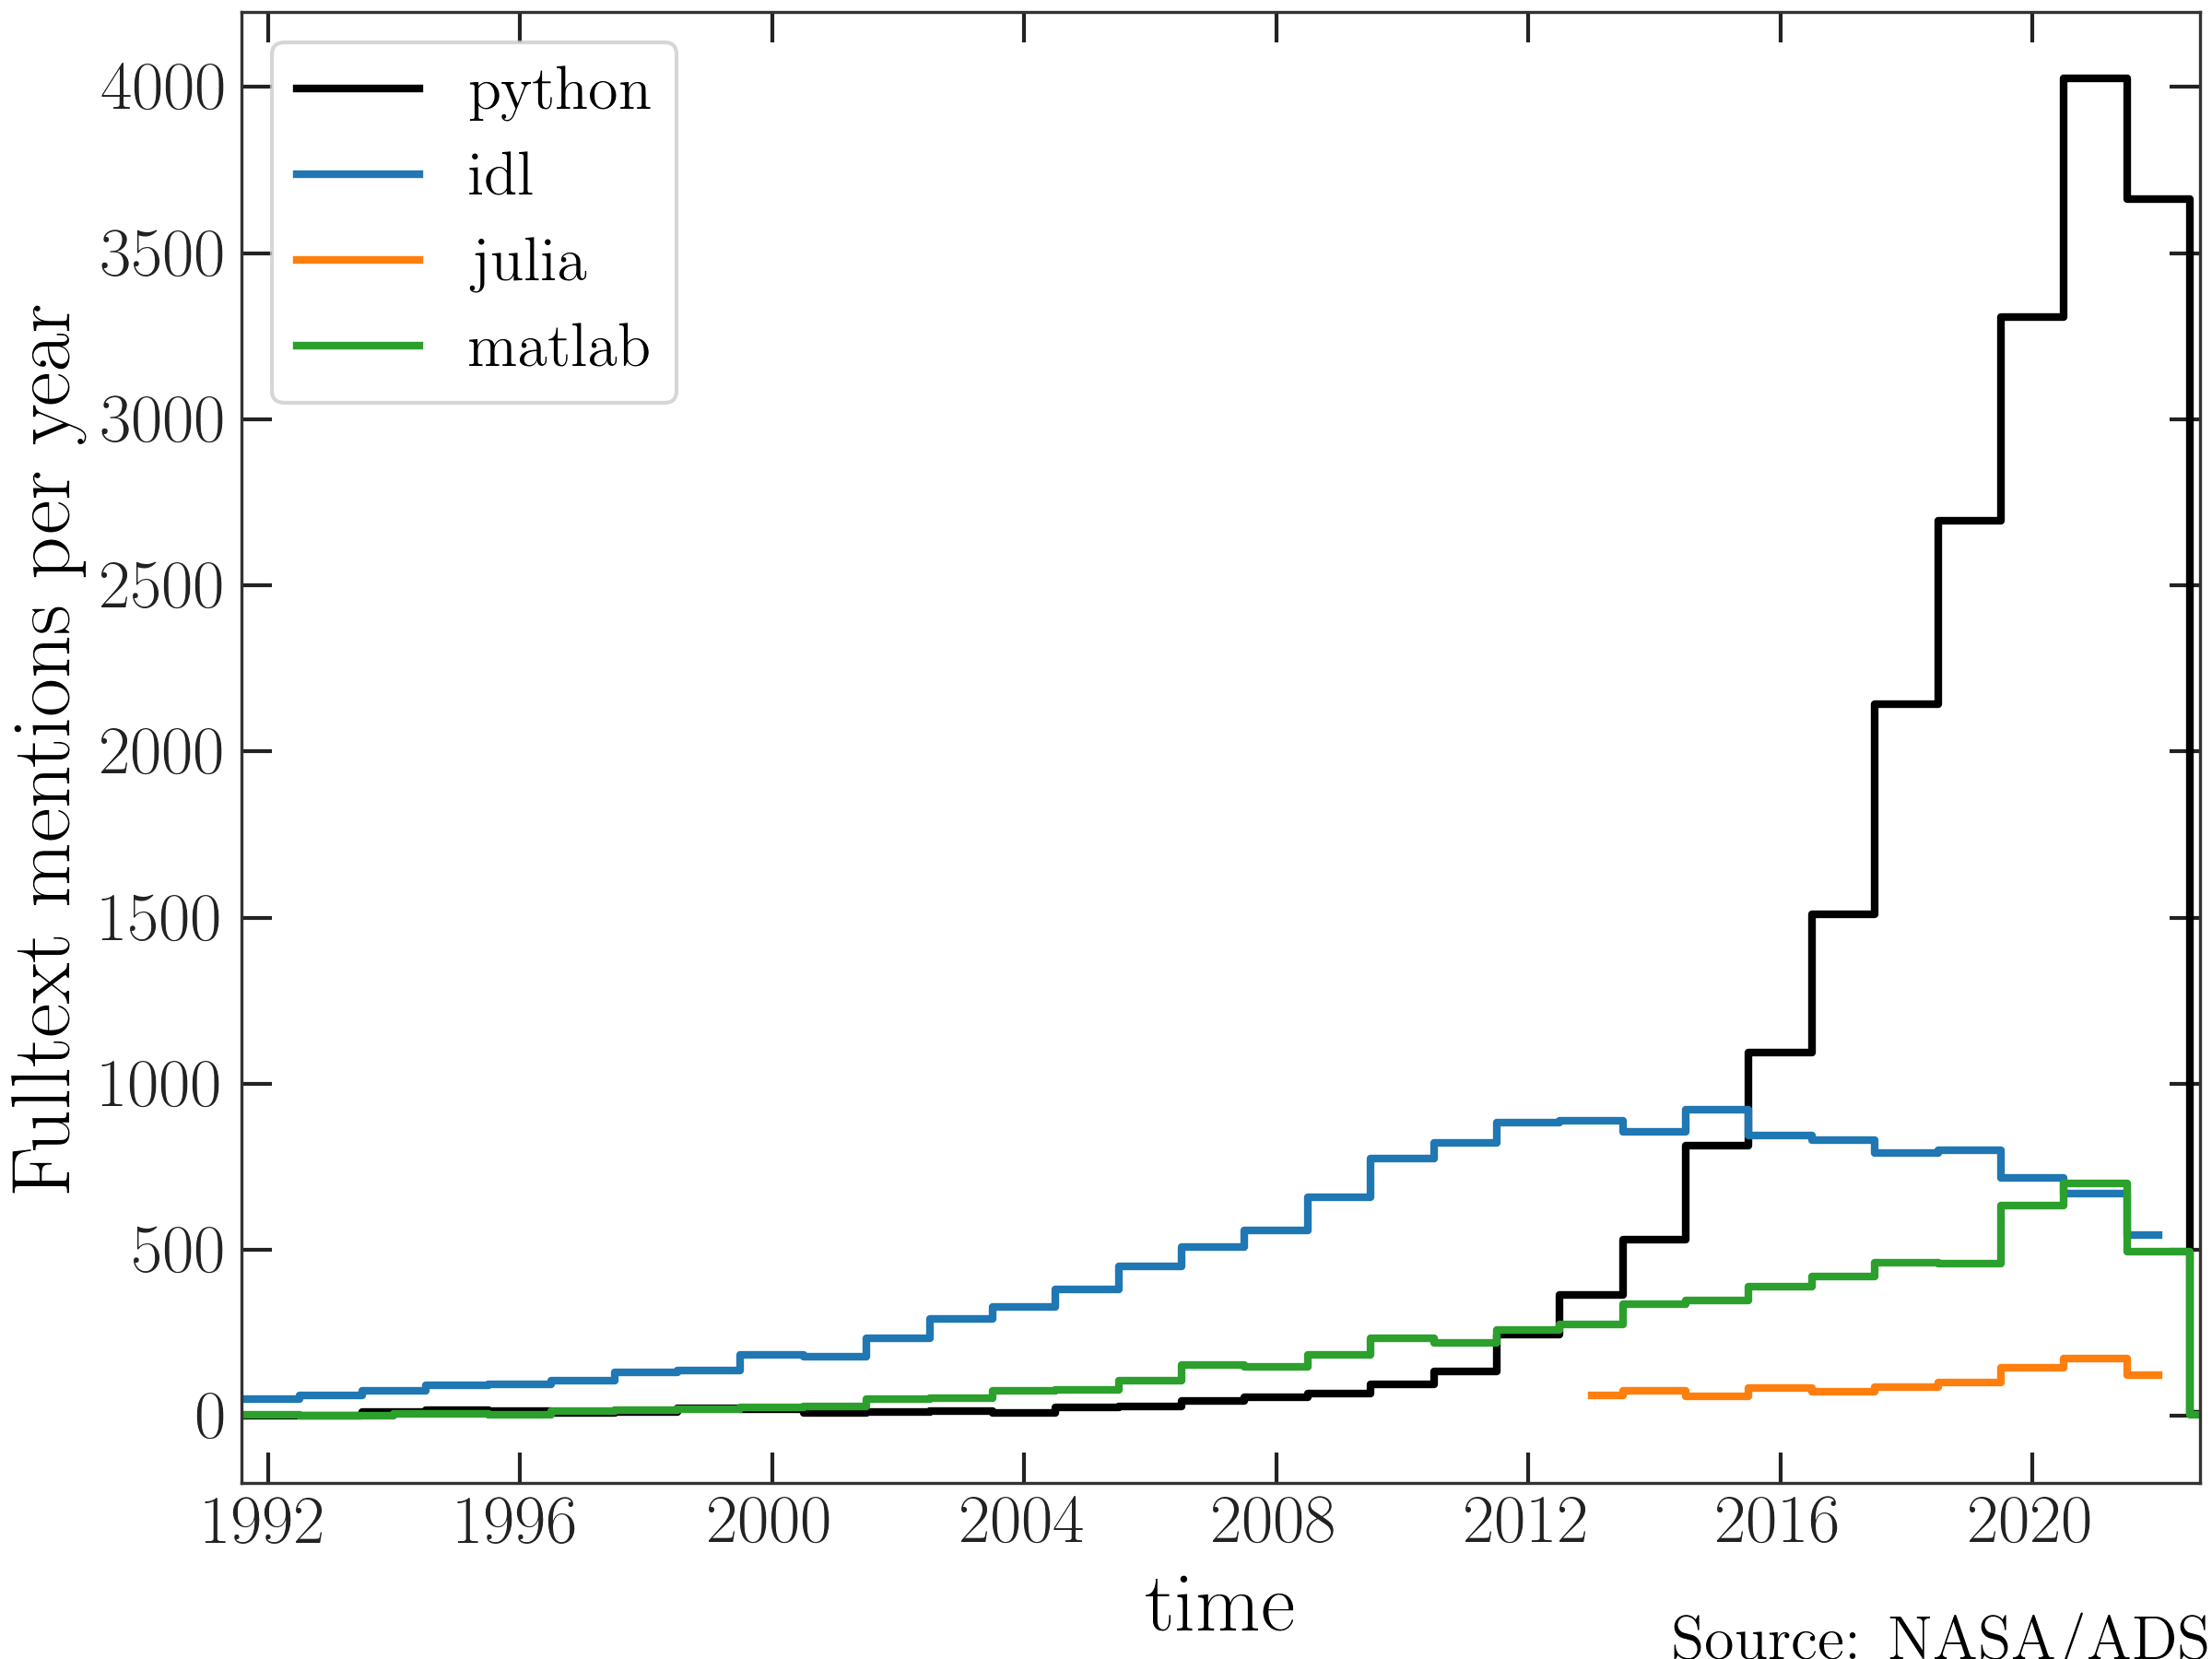 Fulltext mentions per year
4000
3500
3000
2500
2000
1500
1000
500
0
python
idl
julia
matlab
1992 1996 2000 2004 2008 2012 2016 2020
time
Source: NASA/ADS